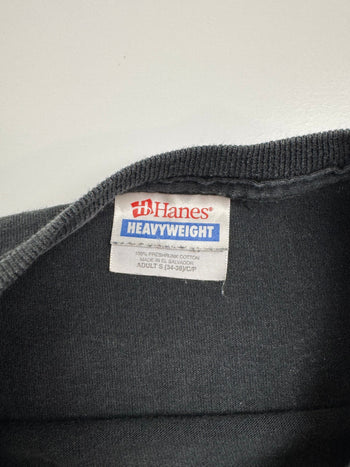 Hanes®
HEAVYWEIGHT
100% PRESHRUNK COTTON
MADE IN EL SALVADOR
ADULT S (34-36)/C/P